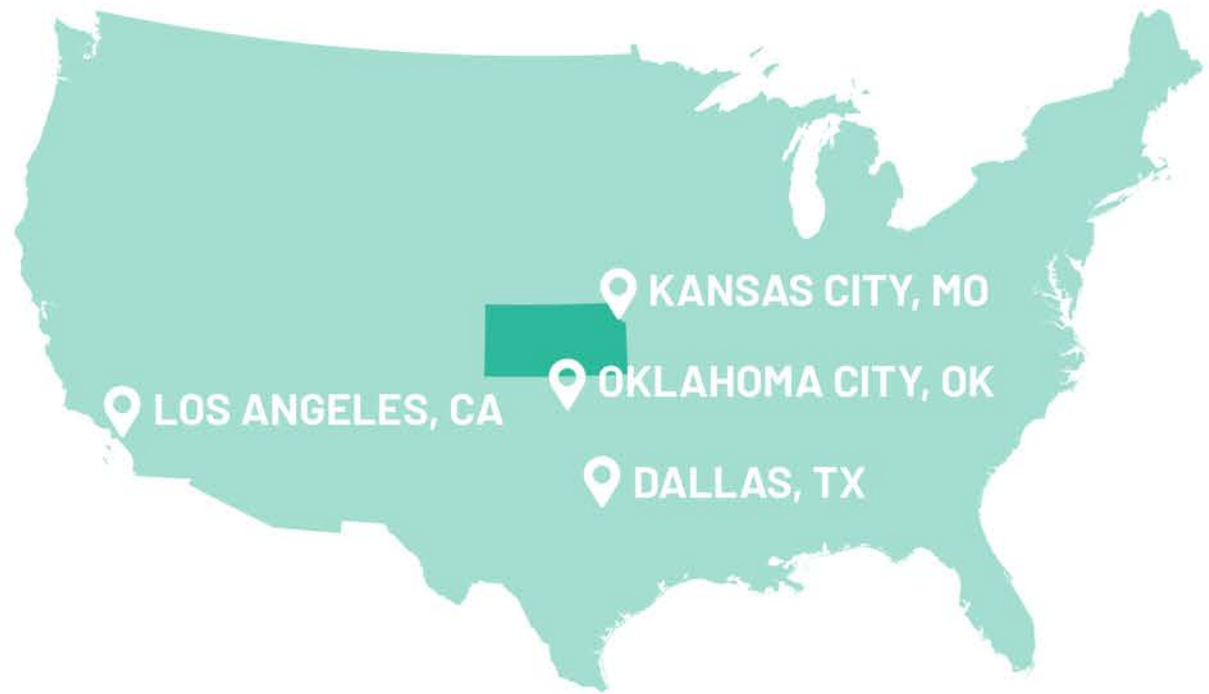 KANSAS CITY, MO
OKLAHOMA CITY, OK
LOS ANGELES, CA
DALLAS, TX